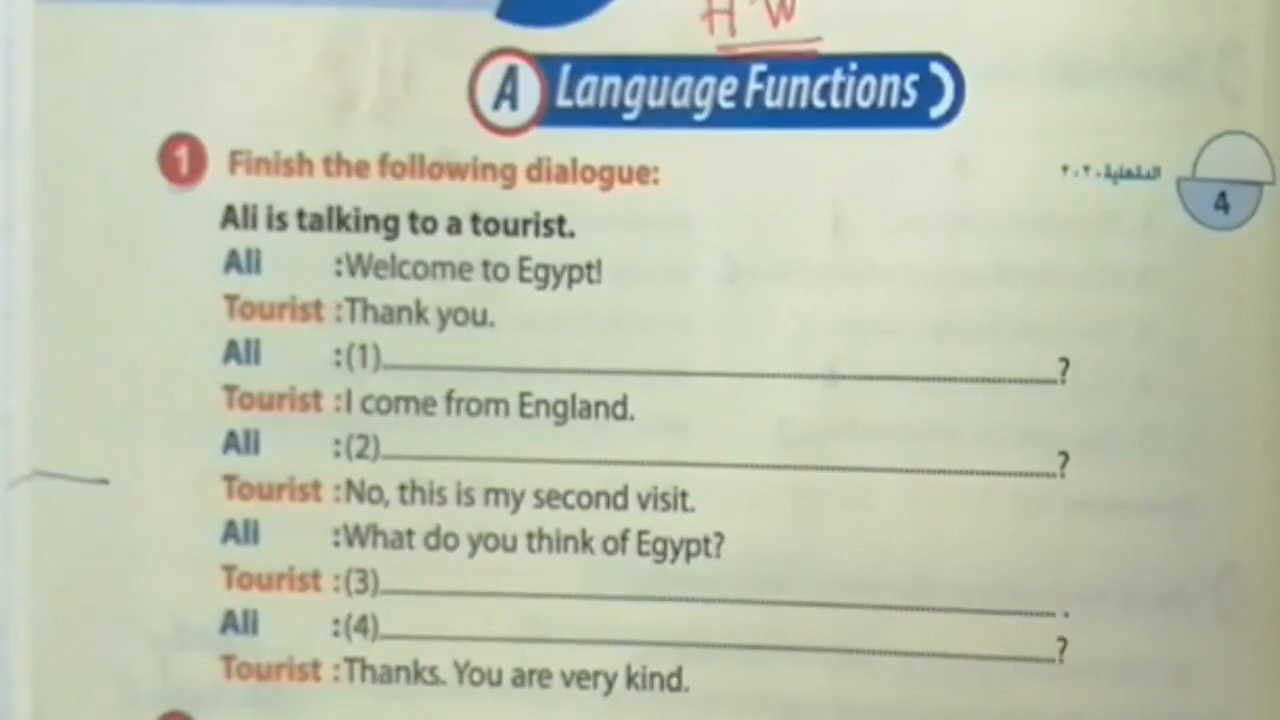 H.W
A Language Functions
1 Finish the following dialogue:
الدقهلية ٢٠٢٠
4
Ali is talking to a tourist.
Ali :Welcome to Egypt!
Tourist :Thank you.
Ali :(1)?
Tourist :I come from England.
Ali :(2)?
Tourist :No, this is my second visit.
Ali :What do you think of Egypt?
Tourist :(3).
Ali :(4)?
Tourist :Thanks. You are very kind.